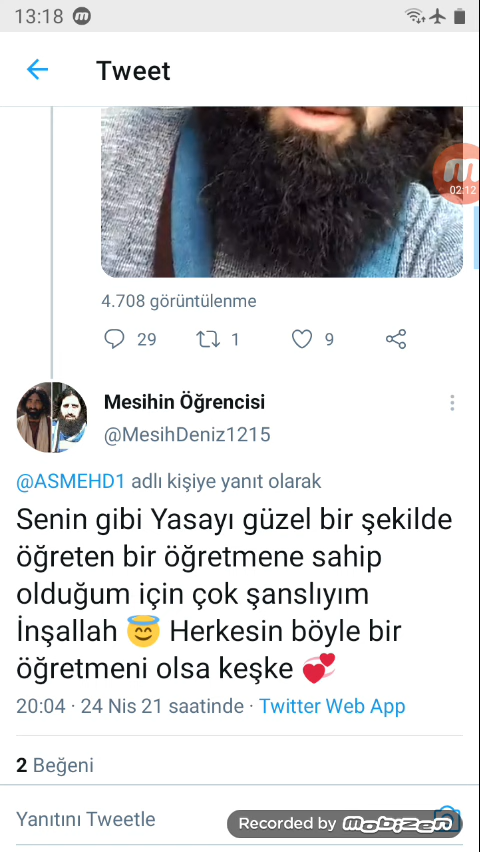 13:18
Tweet
02:12
4.708 görüntülenme
29 1 9
Mesihin Öğrencisi
@MesihDeniz1215
@ASMEHD1 adlı kişiye yanıt olarak
Senin gibi Yasayı güzel bir şekilde
öğreten bir öğretmene sahip
olduğum için çok şanslıyım
İnşallah 😇 Herkesin böyle bir
öğretmeni olsa keşke 💞
20:04 · 24 Nis 21 saatinde · Twitter Web App
2 Beğeni
Yanıtını Tweetle
Recorded by mobizen